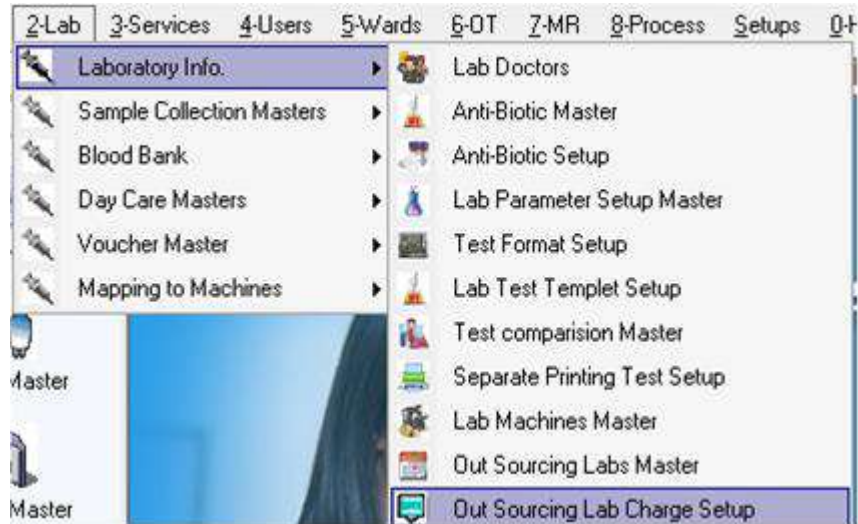 2-Lab 3-Services 4-Users 5-Wards 6-OT 7-MR 8-Process Setups
Laboratory Info.
Sample Collection Masters
Blood Bank
Day Care Masters
Voucher Master
Mapping to Machines
Lab Doctors
Anti-Biotic Master
Anti-Biotic Setup
Lab Parameter Setup Master
Test Format Setup
Lab Test Templet Setup
Test comparision Master
Separate Printing Test Setup
Lab Machines Master
Out Sourcing Labs Master
Out Sourcing Lab Charge Setup
Master
Master